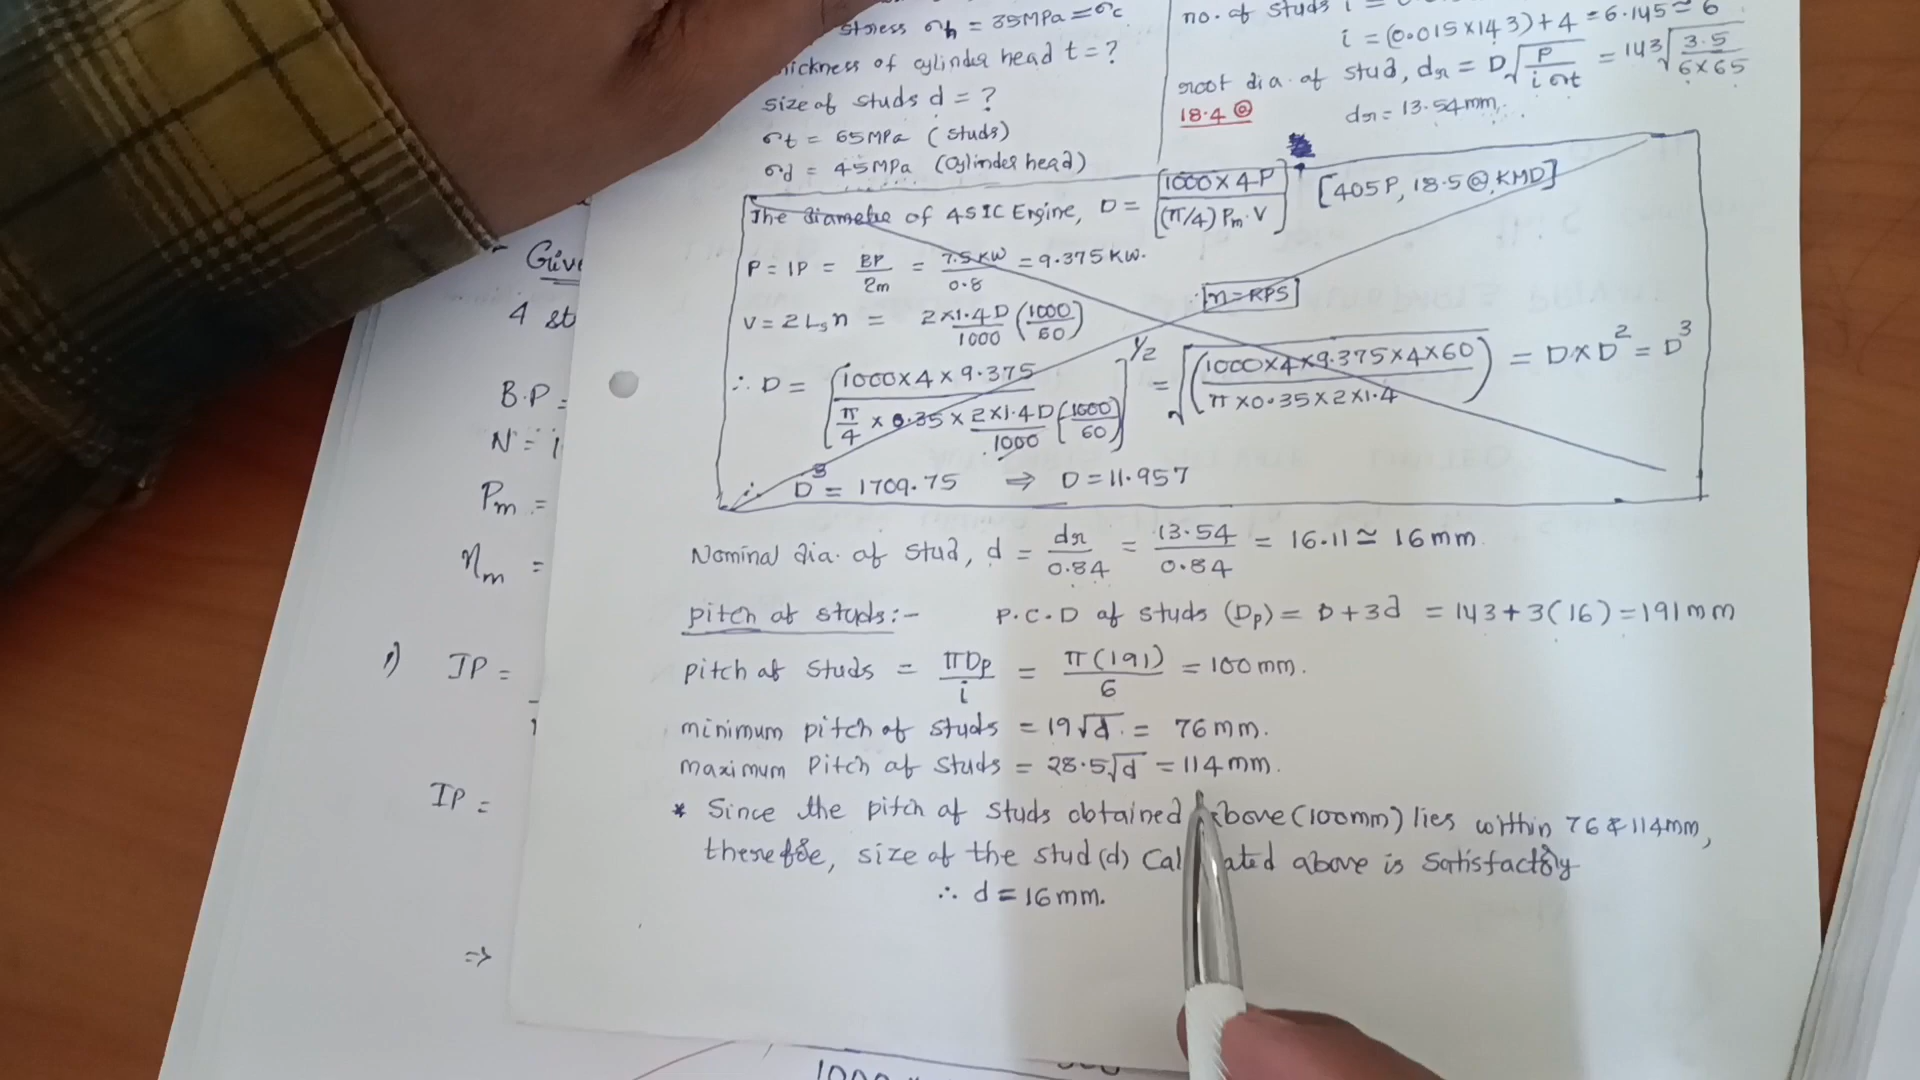 stress σh = 35MPa = σc
hickness of cylinder head t = ?
size of studs d = ?
σt = 65MPa (studs)
σd = 45MPa (Cylinder head)
no. of studs i =
i = (0.015×143)+4 = 6.145 ≃ 6
root dia. of stud, dr = D√(P/(i σt)) = 143√(3.5/(6×65))
18.4 @
dr = 13.54mm.
The diametre of 4S IC Engine, D = [1000×4·P/((π/4) Pm·V)] [405P, 18.5@, KMD]
P = IP = BP/2m = 7.5KW/0.8 = 9.375KW.
∴ [n=RPS]
V = 2Lsn = 2×1.4D/1000 (1000/60)
∴ D = [1000×4×9.375/(π/4 × 0.35 × 2×1.4D/1000 (1000/60))]^1/2 = √(1000×4×9.375×4×60/(π×0.35×2×1.4)) = D×D² = D³
∴ D³ = 1709.75 ⇒ D = 11.957
Nominal dia. of stud, d = dr/0.84 = 13.54/0.84 = 16.11 ≃ 16mm
pitch of studs:- P.C.D of studs (Dp) = D+3d = 143+3(16) = 191mm
pitch of studs = πDp/i = π(191)/6 = 100mm.
minimum pitch of studs = 19√d = 76mm.
maximum Pitch of studs = 28.5√d = 114mm.
* Since the pitch of studs obtained above (100mm) lies within 76 & 114mm,
therefore, size of the stud (d) Cal ated above is Satisfactory
∴ d = 16mm.
Give
4 st
B.P =
N =
Pm =
ηm =
1) IP =
IP =
⇒
1000